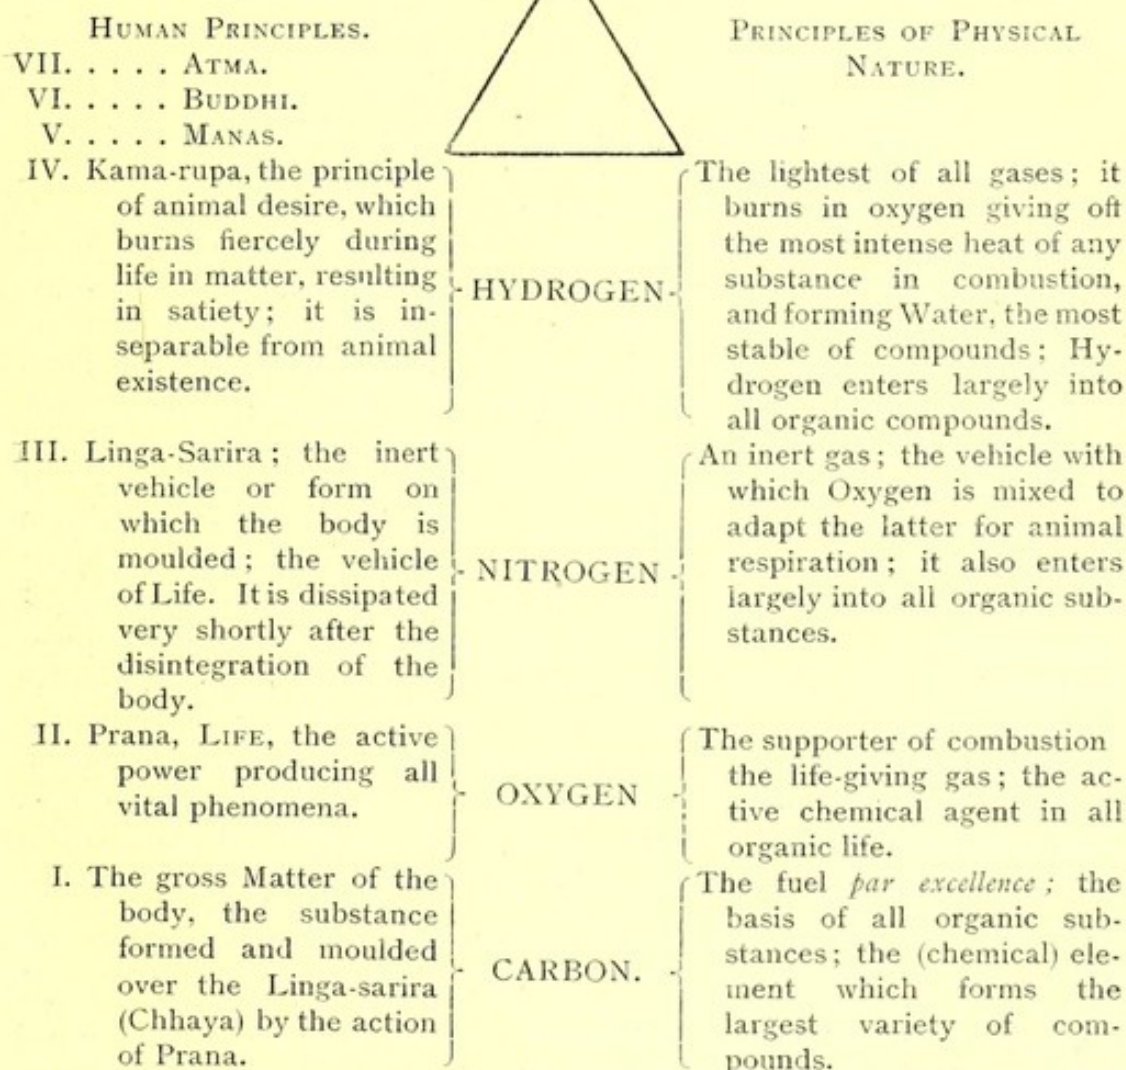 HUMAN PRINCIPLES.
VII. . . . . ATMA.
VI. . . . . BUDDHI.
V. . . . . MANAS.
IV. Kama-rupa, the principle
of animal desire, which
burns fiercely during
life in matter, resulting
in satiety; it is in-
separable from animal
existence.
HYDROGEN
PRINCIPLES OF PHYSICAL
NATURE.
The lightest of all gases; it
burns in oxygen giving oft
the most intense heat of any
substance in combustion,
and forming Water, the most
stable of compounds; Hy-
drogen enters largely into
all organic compounds.
III. Linga-Sarira; the inert
vehicle or form on
which the body is
moulded; the vehicle
of Life. It is dissipated
very shortly after the
disintegration of the
body.
NITROGEN
An inert gas; the vehicle with
which Oxygen is mixed to
adapt the latter for animal
respiration; it also enters
largely into all organic sub-
stances.
II. Prana, LIFE, the active
power producing all
vital phenomena.
OXYGEN
The supporter of combustion
the life-giving gas; the ac-
tive chemical agent in all
organic life.
I. The gross Matter of the
body, the substance
formed and moulded
over the Linga-sarira
(Chhaya) by the action
of Prana.
CARBON.
The fuel par excellence; the
basis of all organic sub-
stances; the (chemical) ele-
ment which forms the
largest variety of com-
pounds.